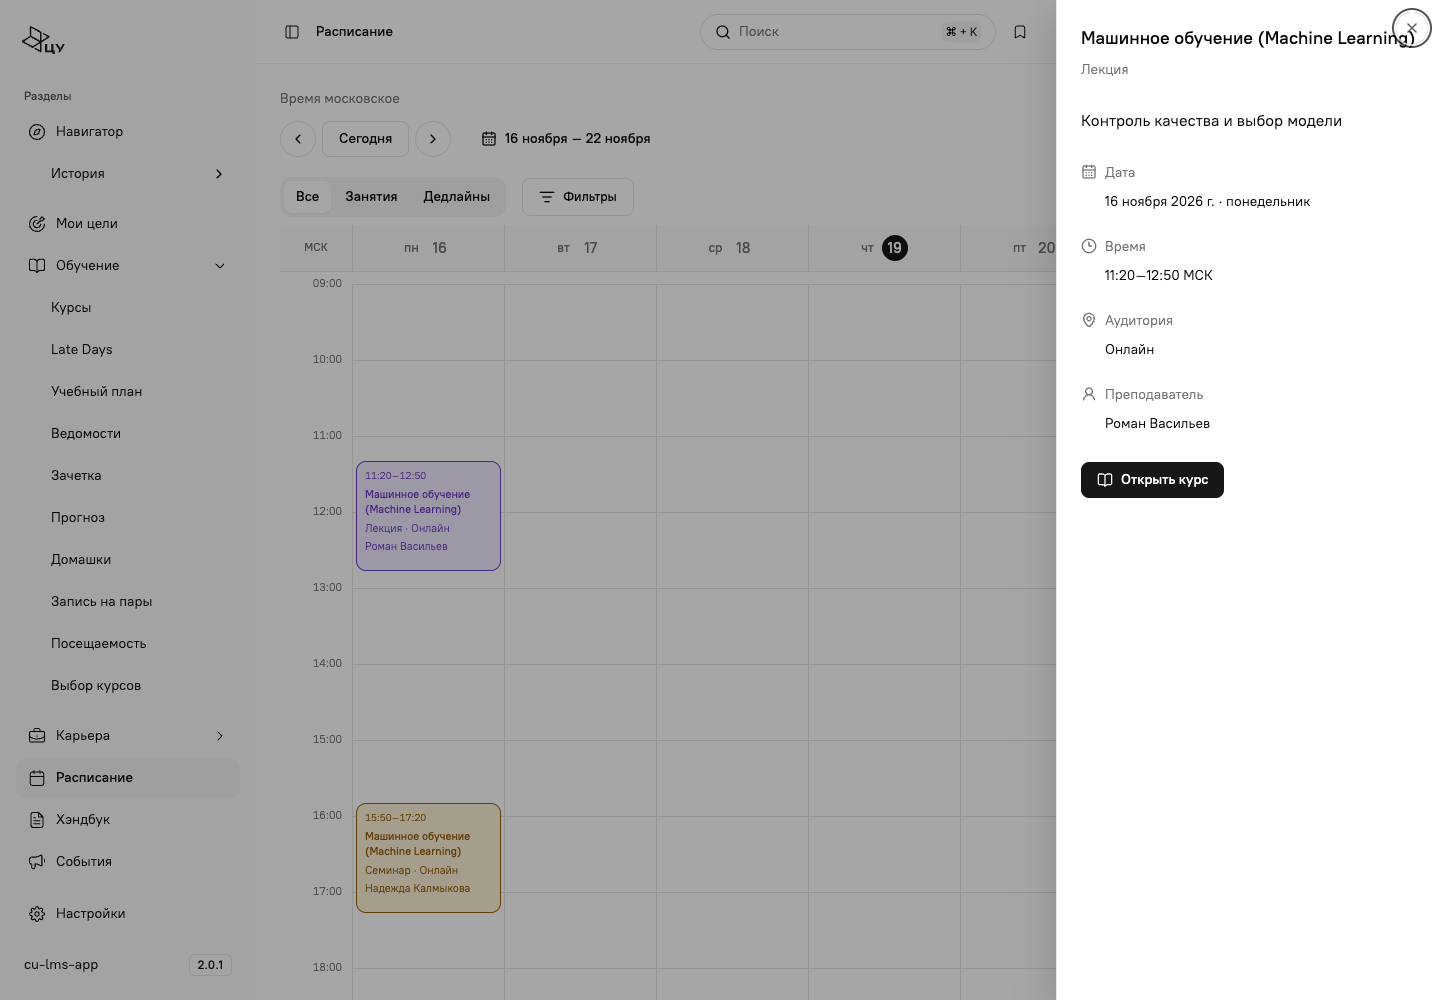 ЦУ
Разделы
Навигатор
История
Мои цели
Обучение
Курсы
Late Days
Учебный план
Ведомости
Зачетка
Прогноз
Домашки
Запись на пары
Посещаемость
Выбор курсов
Карьера
Расписание
Хэндбук
События
Настройки
cu-lms-app 2.0.1
Расписание
Поиск ⌘ + K
Время московское
Сегодня 16 ноября – 22 ноября
Все Занятия Дедлайны Фильтры
МСК пн 16 вт 17 ср 18 чт 19 пт 20
09:00
10:00
11:00
11:20–12:50
Машинное обучение
(Machine Learning)
Лекция · Онлайн
Роман Васильев
12:00
13:00
14:00
15:00
15:50–17:20
Машинное обучение
(Machine Learning)
Семинар · Онлайн
Надежда Калмыкова
16:00
17:00
18:00
Машинное обучение (Machine Learning)
Лекция
Контроль качества и выбор модели
Дата
16 ноября 2026 г. · понедельник
Время
11:20–12:50 МСК
Аудитория
Онлайн
Преподаватель
Роман Васильев
Открыть курс